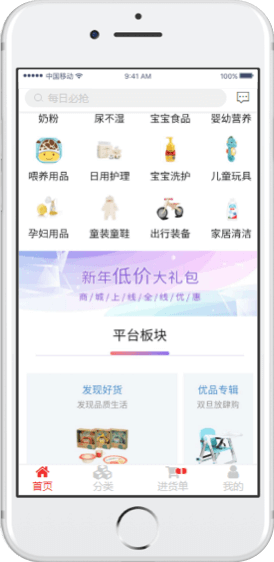 中国移动 9:41 AM 100%
每日必抢
奶粉 尿不湿 宝宝食品 婴幼营养
喂养用品 日用护理 宝宝洗护 儿童玩具
孕妇用品 童装童鞋 出行装备 家居清洁
新年低价大礼包
商/城/上/线/全/线/优/惠
平台板块
发现好货 优品专辑
发现品质生活 双旦放肆购
首页 分类 进货单 我的